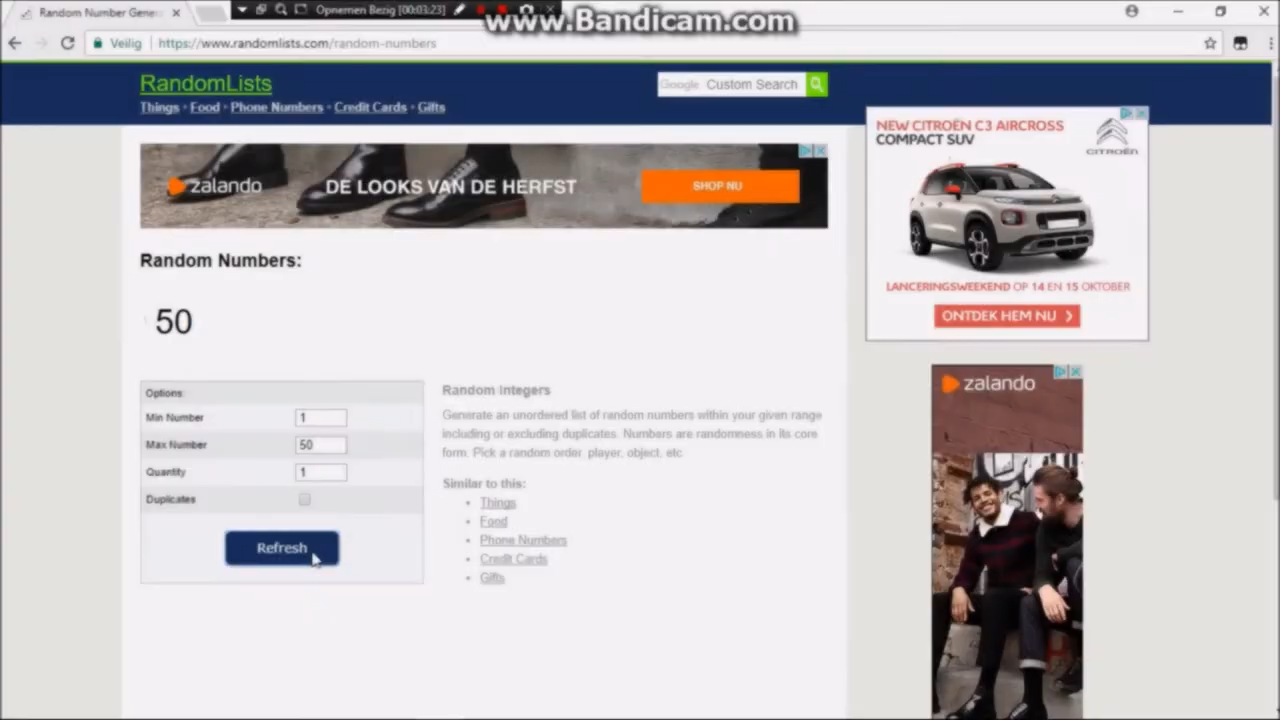 Random Number Gene
Opnemen Bezig [00:03:23]
www.Bandicam.com
Veilig
https://www.randomlists.com/random-numbers
RandomLists
Google Custom Search
Things • Food • Phone Numbers • Credit Cards • Gifts
NEW CITROËN C3 AIRCROSS
COMPACT SUV
CITROËN
zalando
DE LOOKS VAN DE HERFST
SHOP NU
LANCERINGSWEEKEND OP 14 EN 15 OKTOBER
ONTDEK HEM NU
Random Numbers:
50
Options:
Min Number 1
Max Number 50
Quantity 1
Duplicates
Refresh
Random Integers
Generate an unordered list of random numbers within your given range
including or excluding duplicates. Numbers are randomness in its core
form. Pick a random order, player, object, etc
Similar to this:
Things
Food
Phone Numbers
Credit Cards
Gifts
zalando